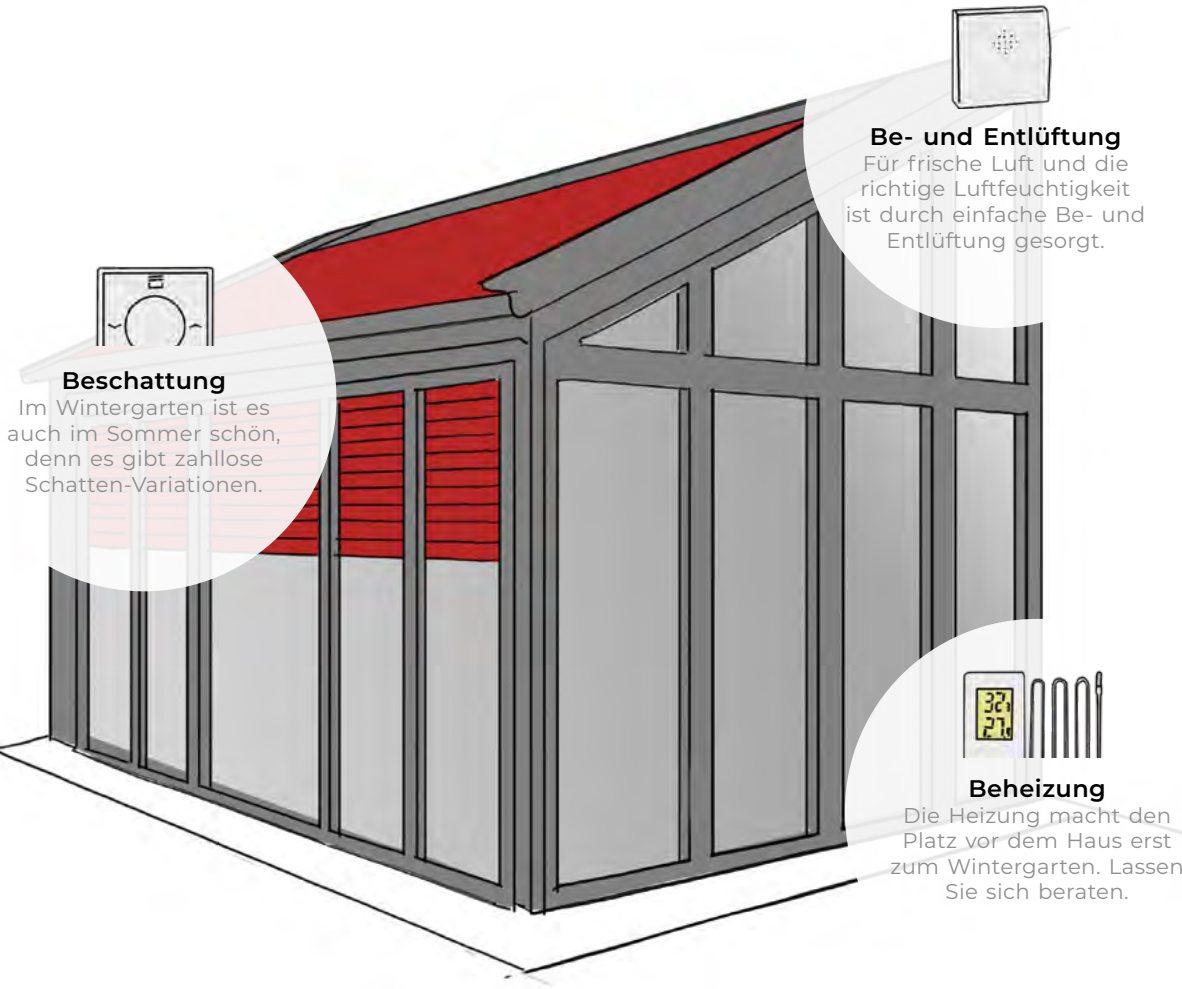 Be- und Entlüftung
Für frische Luft und die
richtige Luftfeuchtigkeit
ist durch einfache Be- und
Entlüftung gesorgt.
Beschattung
Im Wintergarten ist es
auch im Sommer schön,
denn es gibt zahllose
Schatten-Variationen.
32
27
Beheizung
Die Heizung macht den
Platz vor dem Haus erst
zum Wintergarten. Lassen
Sie sich beraten.